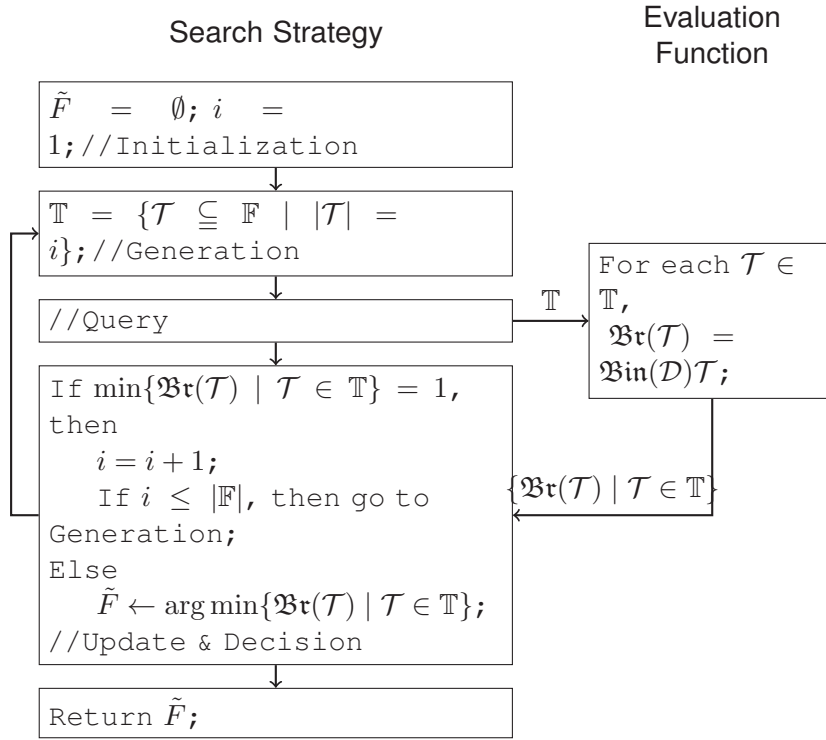 Search Strategy
Evaluation
Function
F̃ = ∅; i =
1;//Initialization
𝕋 = {𝒯 ⫅ 𝔽 | |𝒯| =
i};//Generation
//Query
𝕋
For each 𝒯 ∈
𝕋,
𝔅𝔯(𝒯) =
𝔅𝔦𝔫(𝒟)𝒯;
If min{𝔅𝔯(𝒯) | 𝒯 ∈ 𝕋} = 1,
then
i = i + 1;
If i ≤ |𝔽|, then go to
Generation;
Else
F̃ ← arg min{𝔅𝔯(𝒯) | 𝒯 ∈ 𝕋};
//Update & Decision
{𝔅𝔯(𝒯) | 𝒯 ∈ 𝕋}
Return F̃;